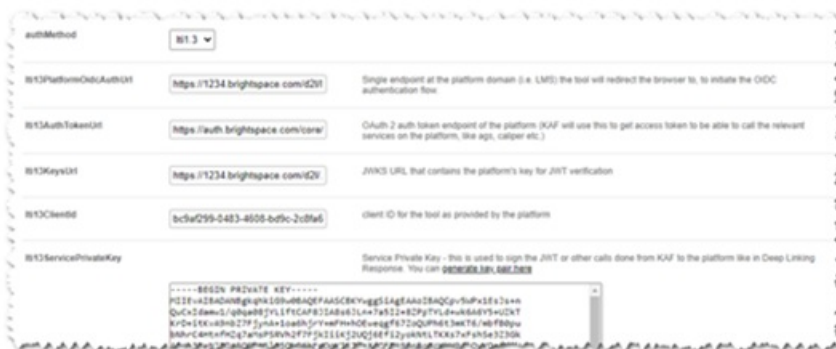 authMethod
lti1.3
lti13PlatformOidcAuthUrl
https://1234.brightspace.com/d2l/l
Single endpoint at the platform domain (i.e. LMS) the tool will redirect the browser to, to initiate the OIDC
authentication flow.
lti13AuthTokenUrl
https://auth.brightspace.com/core/
OAuth 2 auth token endpoint of the platform (KAF will use this to get access token to be able to call the relevant
services on the platform, like ags, caliper etc.)
lti13KeysUrl
https://1234.brightspace.com/d2l/
JWKS URL that contains the platform's key for JWT verification
lti13ClientId
bc9af299-0483-4608-bd9c-2c8fa6
client ID for the tool as provided by the platform
lti13ServicePrivateKey
Service Private Key - this is used to sign the JWT or other calls done from KAF to the platform like in Deep Linking
Response. You can generate key pair here
-----BEGIN PRIVATE KEY-----